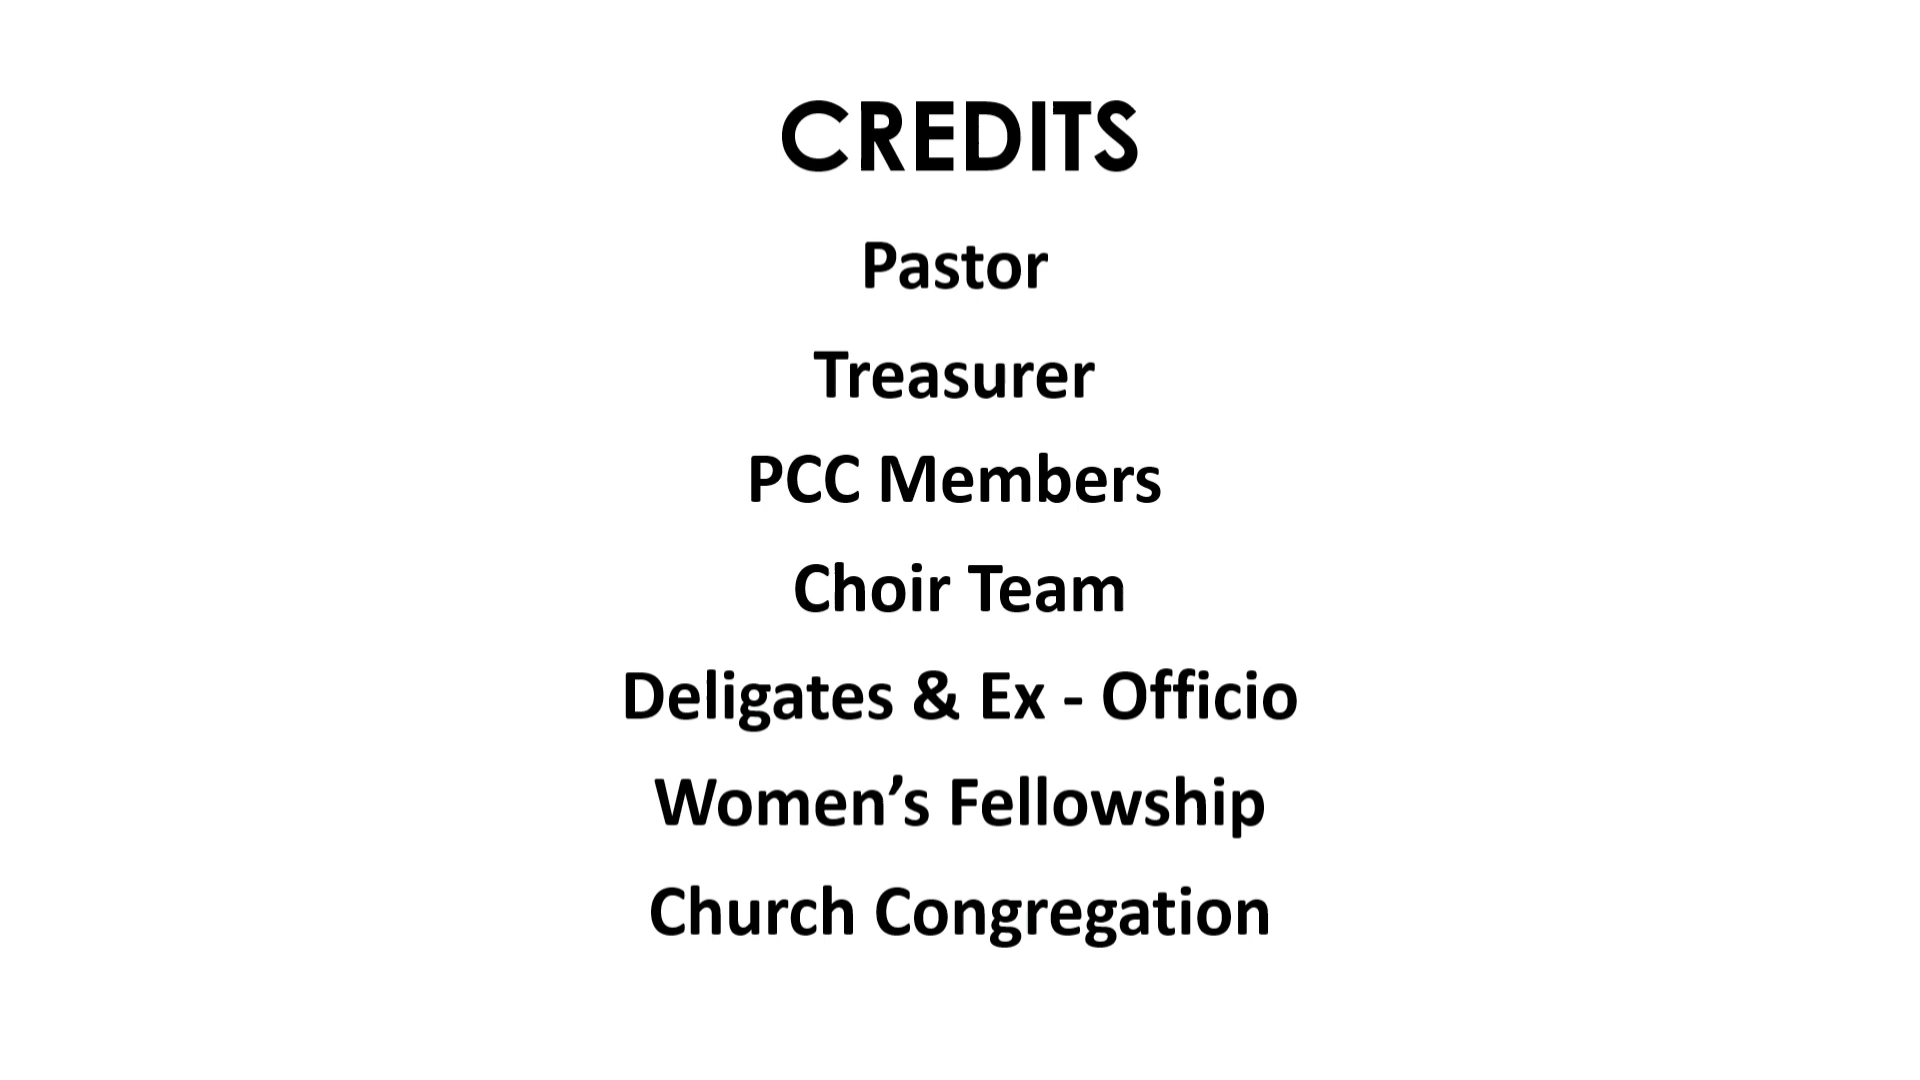 CREDITS
Pastor
Treasurer
PCC Members
Choir Team
Deligates & Ex - Officio
Women’s Fellowship
Church Congregation